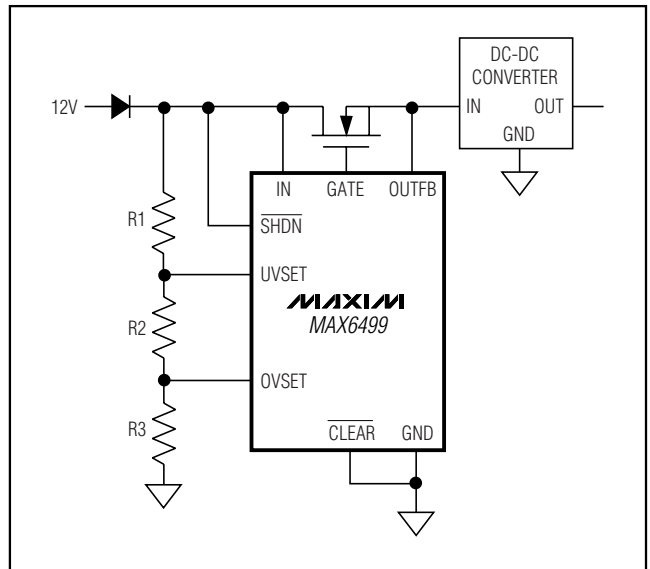 DC-DC
CONVERTER
12V
IN
OUT
GND
IN
GATE
OUTFB
R1
SHDN
UVSET
MAXIM
MAX6499
R2
OVSET
R3
CLEAR
GND